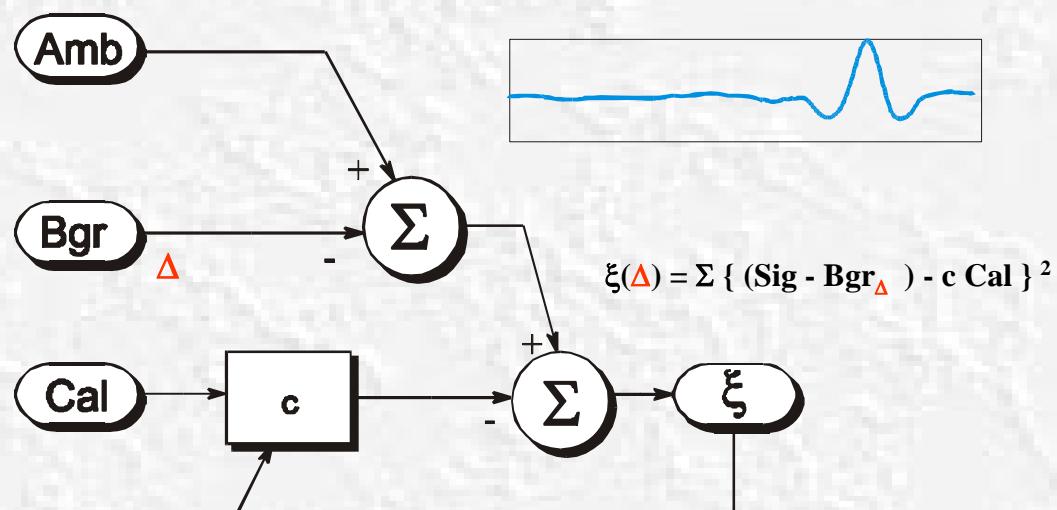 Amb
+
Bgr
Δ
-
Σ
ξ(Δ) = Σ { (Sig - Bgr_Δ ) - c Cal } ²
+
Cal
c
-
Σ
ξ